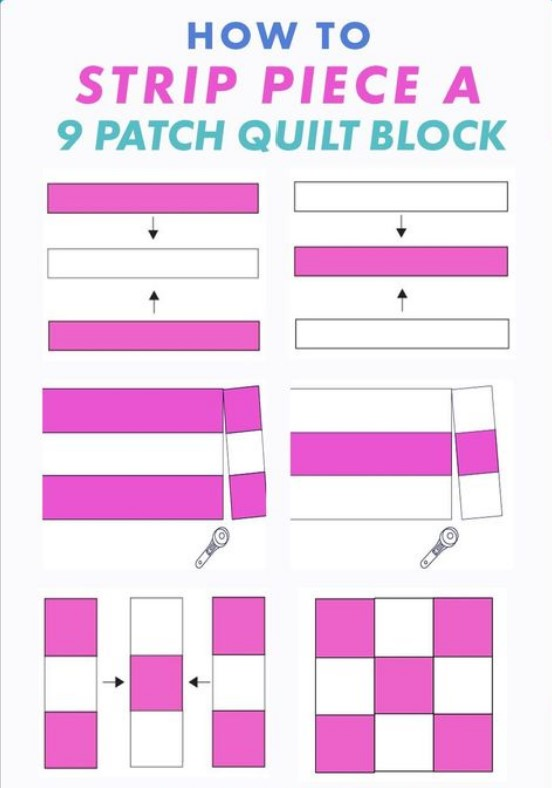 HOW TO
STRIP PIECE A
9 PATCH QUILT BLOCK